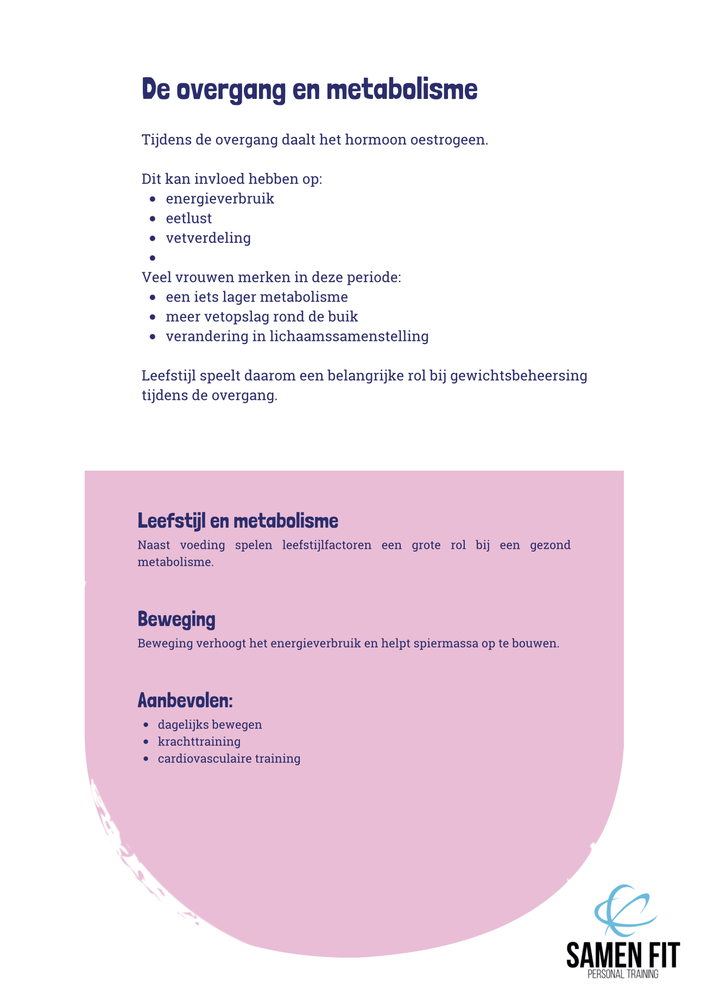 De overgang en metabolisme
Tijdens de overgang daalt het hormoon oestrogeen.
Dit kan invloed hebben op:
• energieverbruik
• eetlust
• vetverdeling
•
Veel vrouwen merken in deze periode:
• een iets lager metabolisme
• meer vetopslag rond de buik
• verandering in lichaamssamenstelling
Leefstijl speelt daarom een belangrijke rol bij gewichtsbeheersing
tijdens de overgang.
Leefstijl en metabolisme
Naast voeding spelen leefstijlfactoren een grote rol bij een gezond
metabolisme.
Beweging
Beweging verhoogt het energieverbruik en helpt spiermassa op te bouwen.
Aanbevolen:
• dagelijks bewegen
• krachttraining
• cardiovasculaire training
SAMEN FIT
PERSONAL TRAINING